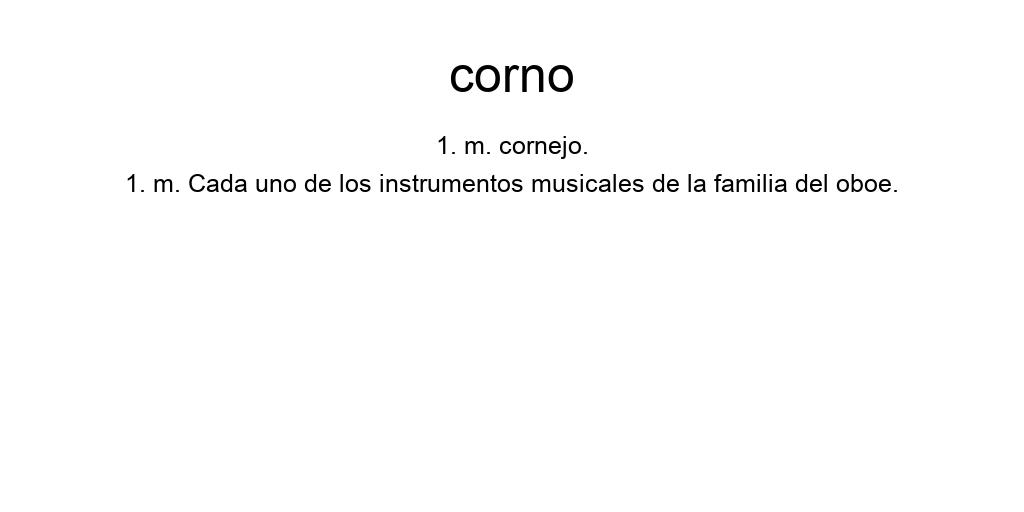 corno
1. m. cornejo.
1. m. Cada uno de los instrumentos musicales de la familia del oboe.